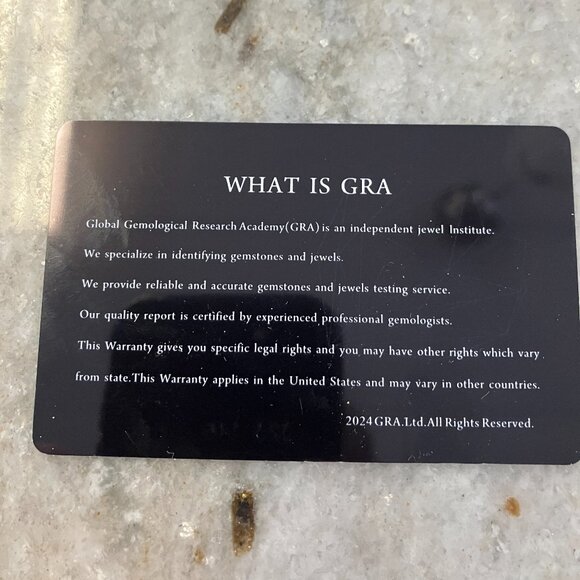 WHAT IS GRA
Global Gemological Research Academy(GRA) is an independent jewel Institute.
We specialize in identifying gemstones and jewels.
We provide reliable and accurate gemstones and jewels testing service.
Our quality report is certified by experienced professional gemologists.
This Warranty gives you specific legal rights and you may have other rights which vary
from state.This Warranty applies in the United States and may vary in other countries.
2024 GRA.Ltd.All Rights Reserved.